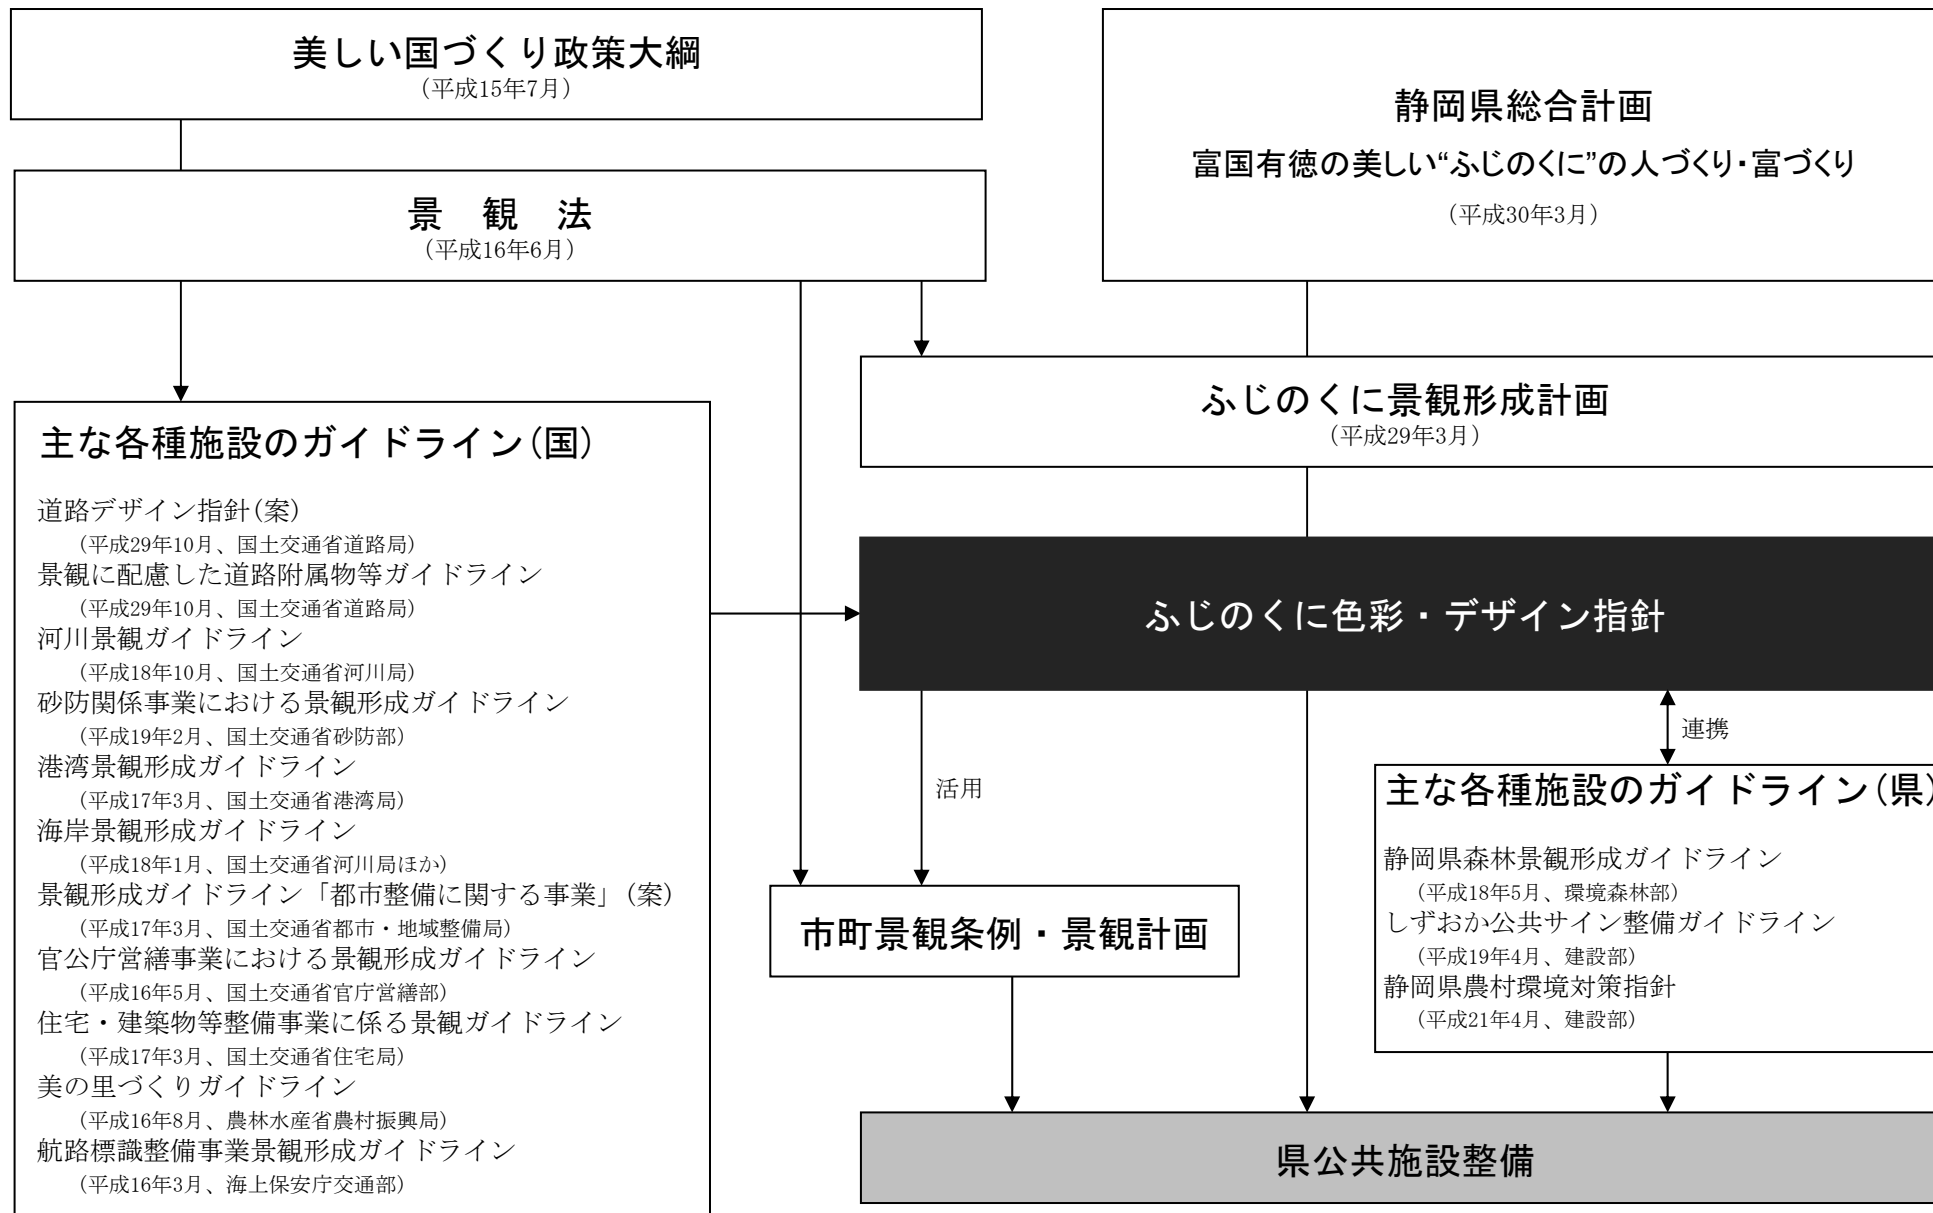 美しい国づくり政策大綱
（平成15年7月）
景　観　法
（平成16年6月）
静岡県総合計画
富国有徳の美しい“ふじのくに”の人づくり・富づくり
（平成30年3月）
ふじのくに景観形成計画
（平成29年3月）
主な各種施設のガイドライン(国)
道路デザイン指針(案)
（平成29年10月、国土交通省道路局）
景観に配慮した道路附属物等ガイドライン
（平成29年10月、国土交通省道路局）
河川景観ガイドライン
（平成18年10月、国土交通省河川局）
砂防関係事業における景観形成ガイドライン
（平成19年2月、国土交通省砂防部）
港湾景観形成ガイドライン
（平成17年3月、国土交通省港湾局）
海岸景観形成ガイドライン
（平成18年1月、国土交通省河川局ほか）
景観形成ガイドライン「都市整備に関する事業」(案)
（平成17年3月、国土交通省都市・地域整備局）
官公庁営繕事業における景観形成ガイドライン
（平成16年5月、国土交通省官庁営繕部）
住宅・建築物等整備事業に係る景観ガイドライン
（平成17年3月、国土交通省住宅局）
美の里づくりガイドライン
（平成16年8月、農林水産省農村振興局）
航路標識整備事業景観形成ガイドライン
（平成16年3月、海上保安庁交通部）
ふじのくに色彩・デザイン指針
連携
活用
主な各種施設のガイドライン(県)
静岡県森林景観形成ガイドライン
（平成18年5月、環境森林部）
しずおか公共サイン整備ガイドライン
（平成19年4月、建設部）
静岡県農村環境対策指針
（平成21年4月、建設部）
市町景観条例・景観計画
県公共施設整備